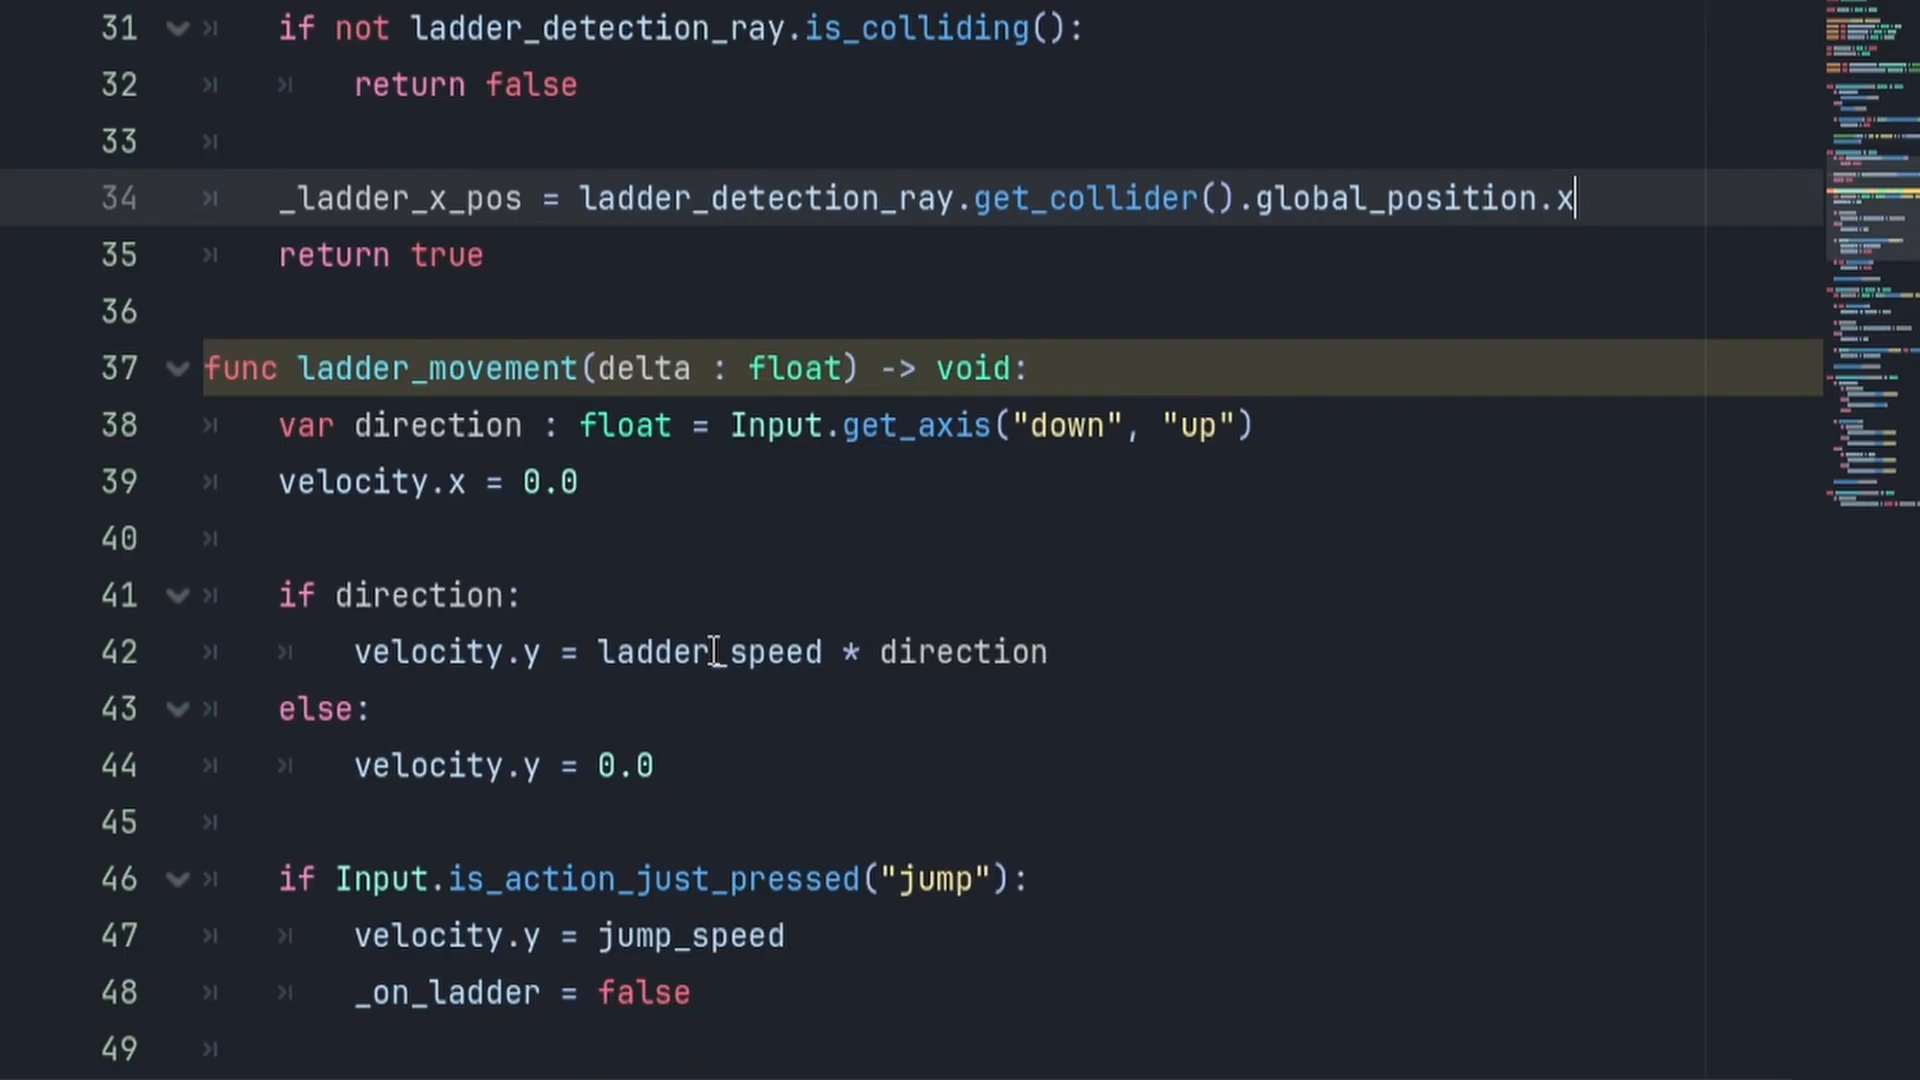 31 if not ladder_detection_ray.is_colliding():
32 return false
33
34 _ladder_x_pos = ladder_detection_ray.get_collider().global_position.x
35 return true
36
37 func ladder_movement(delta : float) -> void:
38 var direction : float = Input.get_axis("down", "up")
39 velocity.x = 0.0
40
41 if direction:
42 velocity.y = ladder_speed * direction
43 else:
44 velocity.y = 0.0
45
46 if Input.is_action_just_pressed("jump"):
47 velocity.y = jump_speed
48 _on_ladder = false
49